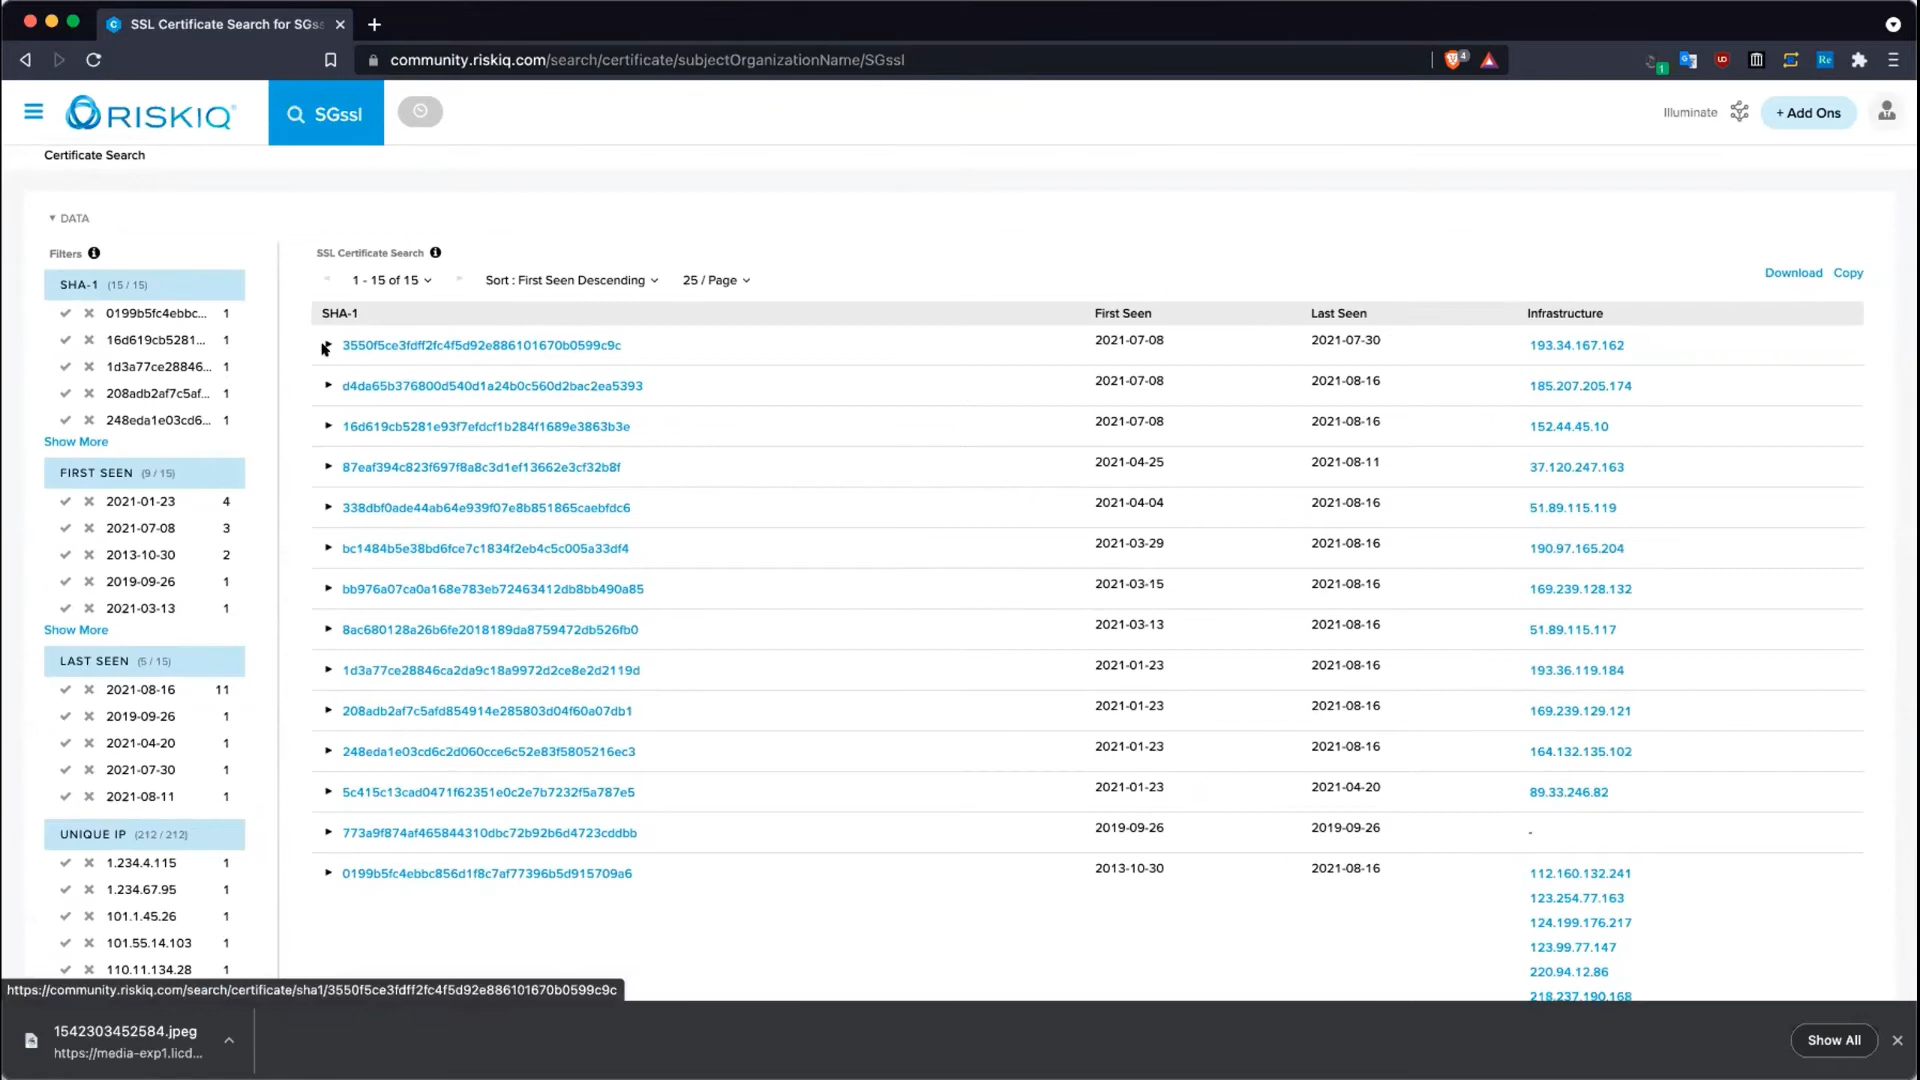 SSL Certificate Search for SGss
community.riskiq.com/search/certificate/subjectOrganizationName/SGssl
4
1
UD
Re
RISKIQ
SGssl
Illuminate
+ Add Ons
Certificate Search
DATA
Filters
SHA-1 (15 / 15)
0199b5fc4ebbc... 1
16d619cb5281... 1
1d3a77ce28846... 1
208adb2af7c5af... 1
248eda1e03cd6... 1
Show More
FIRST SEEN (9 / 15)
2021-01-23 4
2021-07-08 3
2013-10-30 2
2019-09-26 1
2021-03-13 1
Show More
LAST SEEN (5 / 15)
2021-08-16 11
2019-09-26 1
2021-04-20 1
2021-07-30 1
2021-08-11 1
UNIQUE IP (212 / 212)
1.234.4.115 1
1.234.67.95 1
101.1.45.26 1
101.55.14.103 1
110.11.134.28 1
SSL Certificate Search
1 - 15 of 15 Sort : First Seen Descending 25 / Page
Download Copy
SHA-1 First Seen Last Seen Infrastructure
3550f5ce3fdff2fc4f5d92e886101670b0599c9c 2021-07-08 2021-07-30 193.34.167.162
d4da65b376800d540d1a24b0c560d2bac2ea5393 2021-07-08 2021-08-16 185.207.205.174
16d619cb5281e93f7efdcf1b284f1689e3863b3e 2021-07-08 2021-08-16 152.44.45.10
87eaf394c823f697f8a8c3d1ef13662e3cf32b8f 2021-04-25 2021-08-11 37.120.247.163
338dbf0ade44ab64e939f07e8b851865caebfdc6 2021-04-04 2021-08-16 51.89.115.119
bc1484b5e38bd6fce7c1834f2eb4c5c005a33df4 2021-03-29 2021-08-16 190.97.165.204
bb976a07ca0a168e783eb72463412db8bb490a85 2021-03-15 2021-08-16 169.239.128.132
8ac680128a26b6fe2018189da8759472db526fb0 2021-03-13 2021-08-16 51.89.115.117
1d3a77ce28846ca2da9c18a9972d2ce8e2d2119d 2021-01-23 2021-08-16 193.36.119.184
208adb2af7c5afd854914e285803d04f60a07db1 2021-01-23 2021-08-16 169.239.129.121
248eda1e03cd6c2d060cce6c52e83f5805216ec3 2021-01-23 2021-08-16 164.132.135.102
5c415c13cad0471f62351e0c2e7b7232f5a787e5 2021-01-23 2021-04-20 89.33.246.82
773a9f874af465844310dbc72b92b6d4723cddbb 2019-09-26 2019-09-26 -
0199b5fc4ebbc856d1f8c7af77396b5d915709a6 2013-10-30 2021-08-16 112.160.132.241
123.254.77.163
124.199.176.217
123.99.77.147
220.94.12.86
218.237.190.168
https://community.riskiq.com/search/certificate/sha1/3550f5ce3fdff2fc4f5d92e886101670b0599c9c
1542303452584.jpeg
https://media-exp1.licd...
Show All